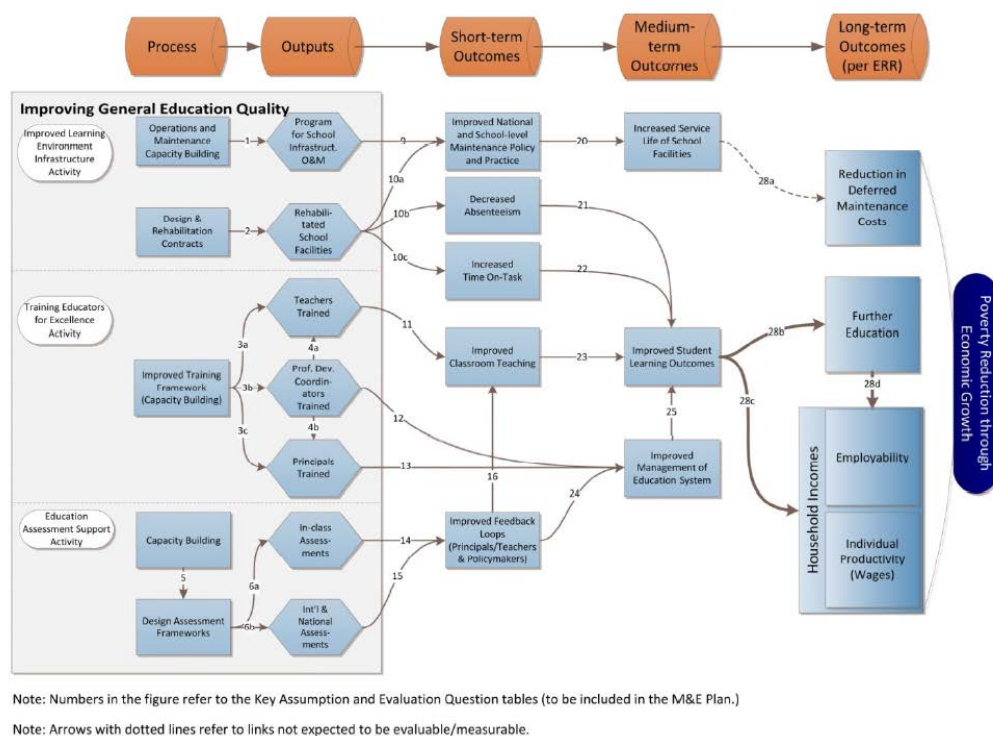 Process
Outputs
Short-term
Outcomes
Medium-
term
Outcomes
Long-term
Outcomes
(per ERR)
Improving General Education Quality
Improved Learning
Environment
Infrastructure
Activity
Operations and
Maintenance
Capacity Building
1
Program
for School
Infrastruct.
O&M
9
Improved National
and School-level
Maintenance Policy
and Practice
20
Increased Service
Life of School
Facilities
28a
Reduction in
Deferred
Maintenance
Costs
10a
Design &
Rehabilitation
Contracts
2
Rehabili-
tated
School
Facilities
10b
Decreased
Absenteeism
21
10c
Increased
Time On-Task
22
Training Educators
for Excellence
Activity
Teachers
Trained
11
3a
4a
Improved Training
Framework
(Capacity Building)
3b
Prof. Dev.
Coordin-
ators
Trained
12
3c
4b
Principals
Trained
13
Improved
Classroom Teaching
23
Improved Student
Learning Outcomes
28b
Further
Education
28c
28d
25
Improved
Management of
Education System
16
24
Household Incomes
Employability
Individual
Productivity
(Wages)
Poverty Reduction through
Economic Growth
Education
Assessment Support
Activity
Capacity Building
5
Design Assessment
Frameworks
6a
In-class
Assess-
ments
14
6b
Int'l &
National
Assess-
ments
15
Improved Feedback
Loops
(Principals/Teachers
& Policymakers)
Note: Numbers in the figure refer to the Key Assumption and Evaluation Question tables (to be included in the M&E Plan.)
Note: Arrows with dotted lines refer to links not expected to be evaluable/measurable.